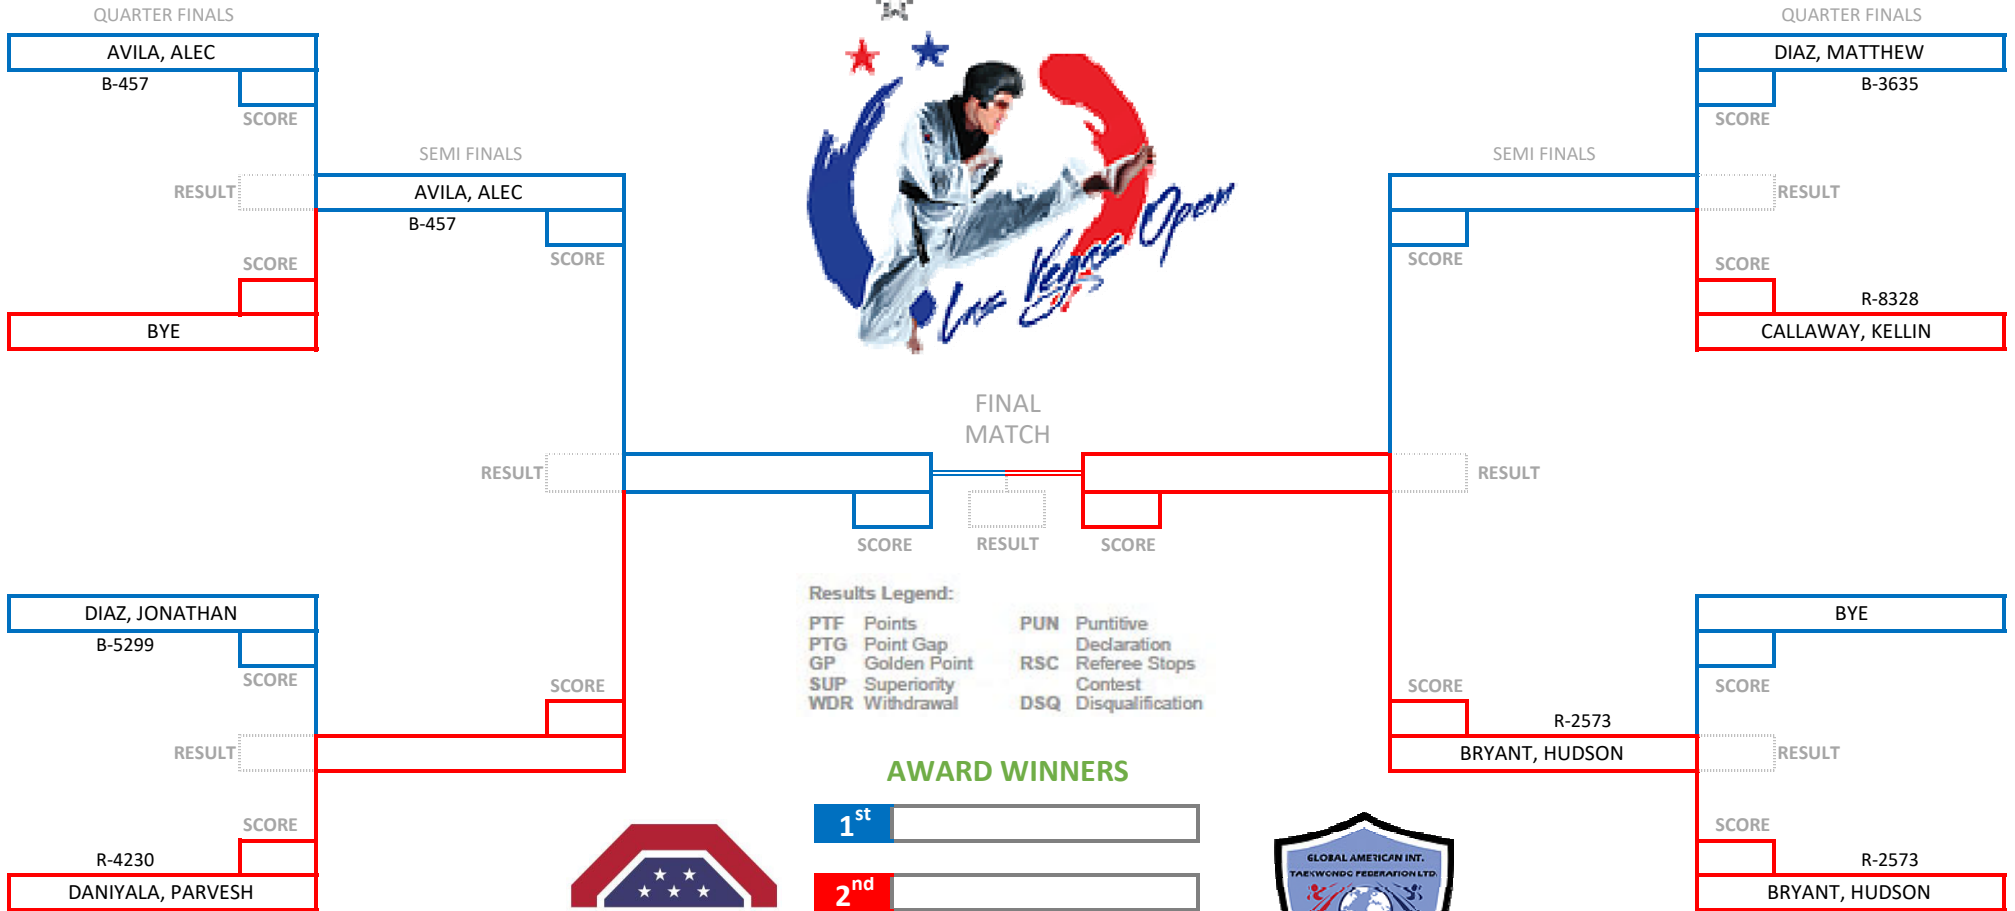 QUARTER FINALS
QUARTER FINALS
AVILA, ALEC
DIAZ, MATTHEW
B-457
B-3635
SCORE
SCORE
SEMI FINALS
SEMI FINALS
RESULT
AVILA, ALEC
RESULT
B-457
SCORE
SCORE
Las Vegas Open
SCORE
SCORE
R-8328
BYE
CALLAWAY, KELLIN
FINAL
MATCH
RESULT
RESULT
SCORE
RESULT
SCORE
Results Legend:
PTF Points
PTG Point Gap
GP Golden Point
SUP Superiority
WDR Withdrawal
PUN Puntitive
Declaration
RSC Referee Stops
Contest
DSQ Disqualification
DIAZ, JONATHAN
BYE
B-5299
SCORE
SCORE
SCORE
SCORE
R-2573
RESULT
BRYANT, HUDSON
RESULT
AWARD WINNERS
1st
SCORE
SCORE
R-4230
R-2573
DANIYALA, PARVESH
2nd
BRYANT, HUDSON
GLOBAL AMERICAN INT.
TAEKWONDO FEDERATION LTD.